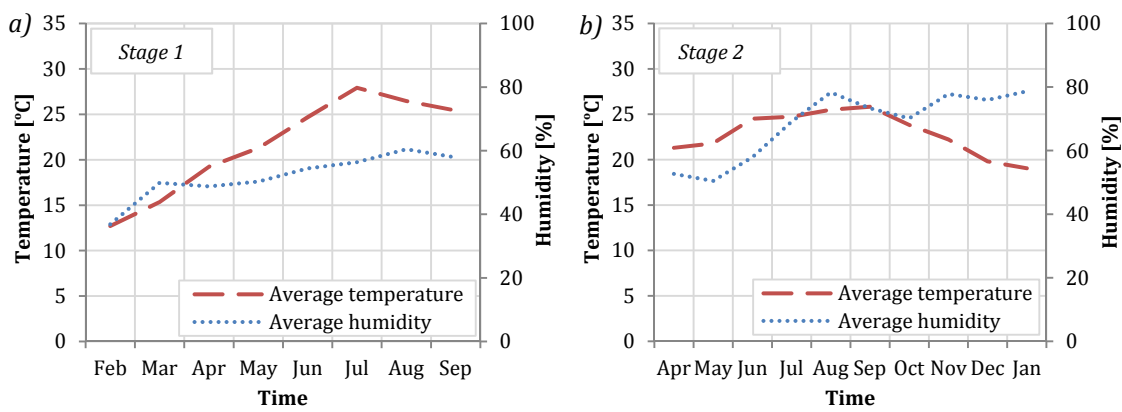 a)
Stage 1
Temperature [°C]
35
30
25
20
15
10
5
0
100
80
60
40
20
0
Humidity [%]
Average temperature
Average humidity
Feb Mar Apr May Jun Jul Aug Sep
Time
b)
Stage 2
Temperature [°C]
35
30
25
20
15
10
5
0
100
80
60
40
20
0
Humidity [%]
Average temperature
Average humidity
Apr May Jun Jul Aug Sep Oct Nov Dec Jan
Time